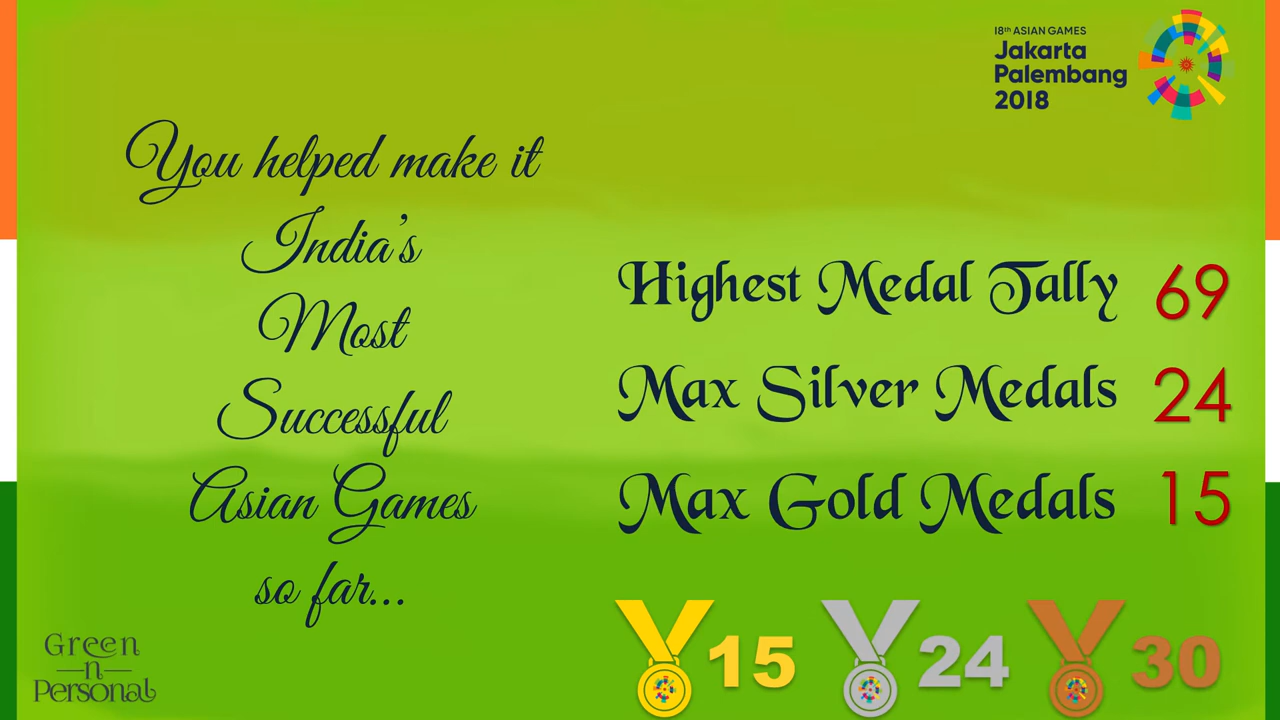 18th ASIAN GAMES
Jakarta
Palembang
2018
You helped make it
India's
Most
Successful
Asian Games
so far...
Highest Medal Tally 69
Max Silver Medals 24
Max Gold Medals 15
15 24 30
Green
n
Personal